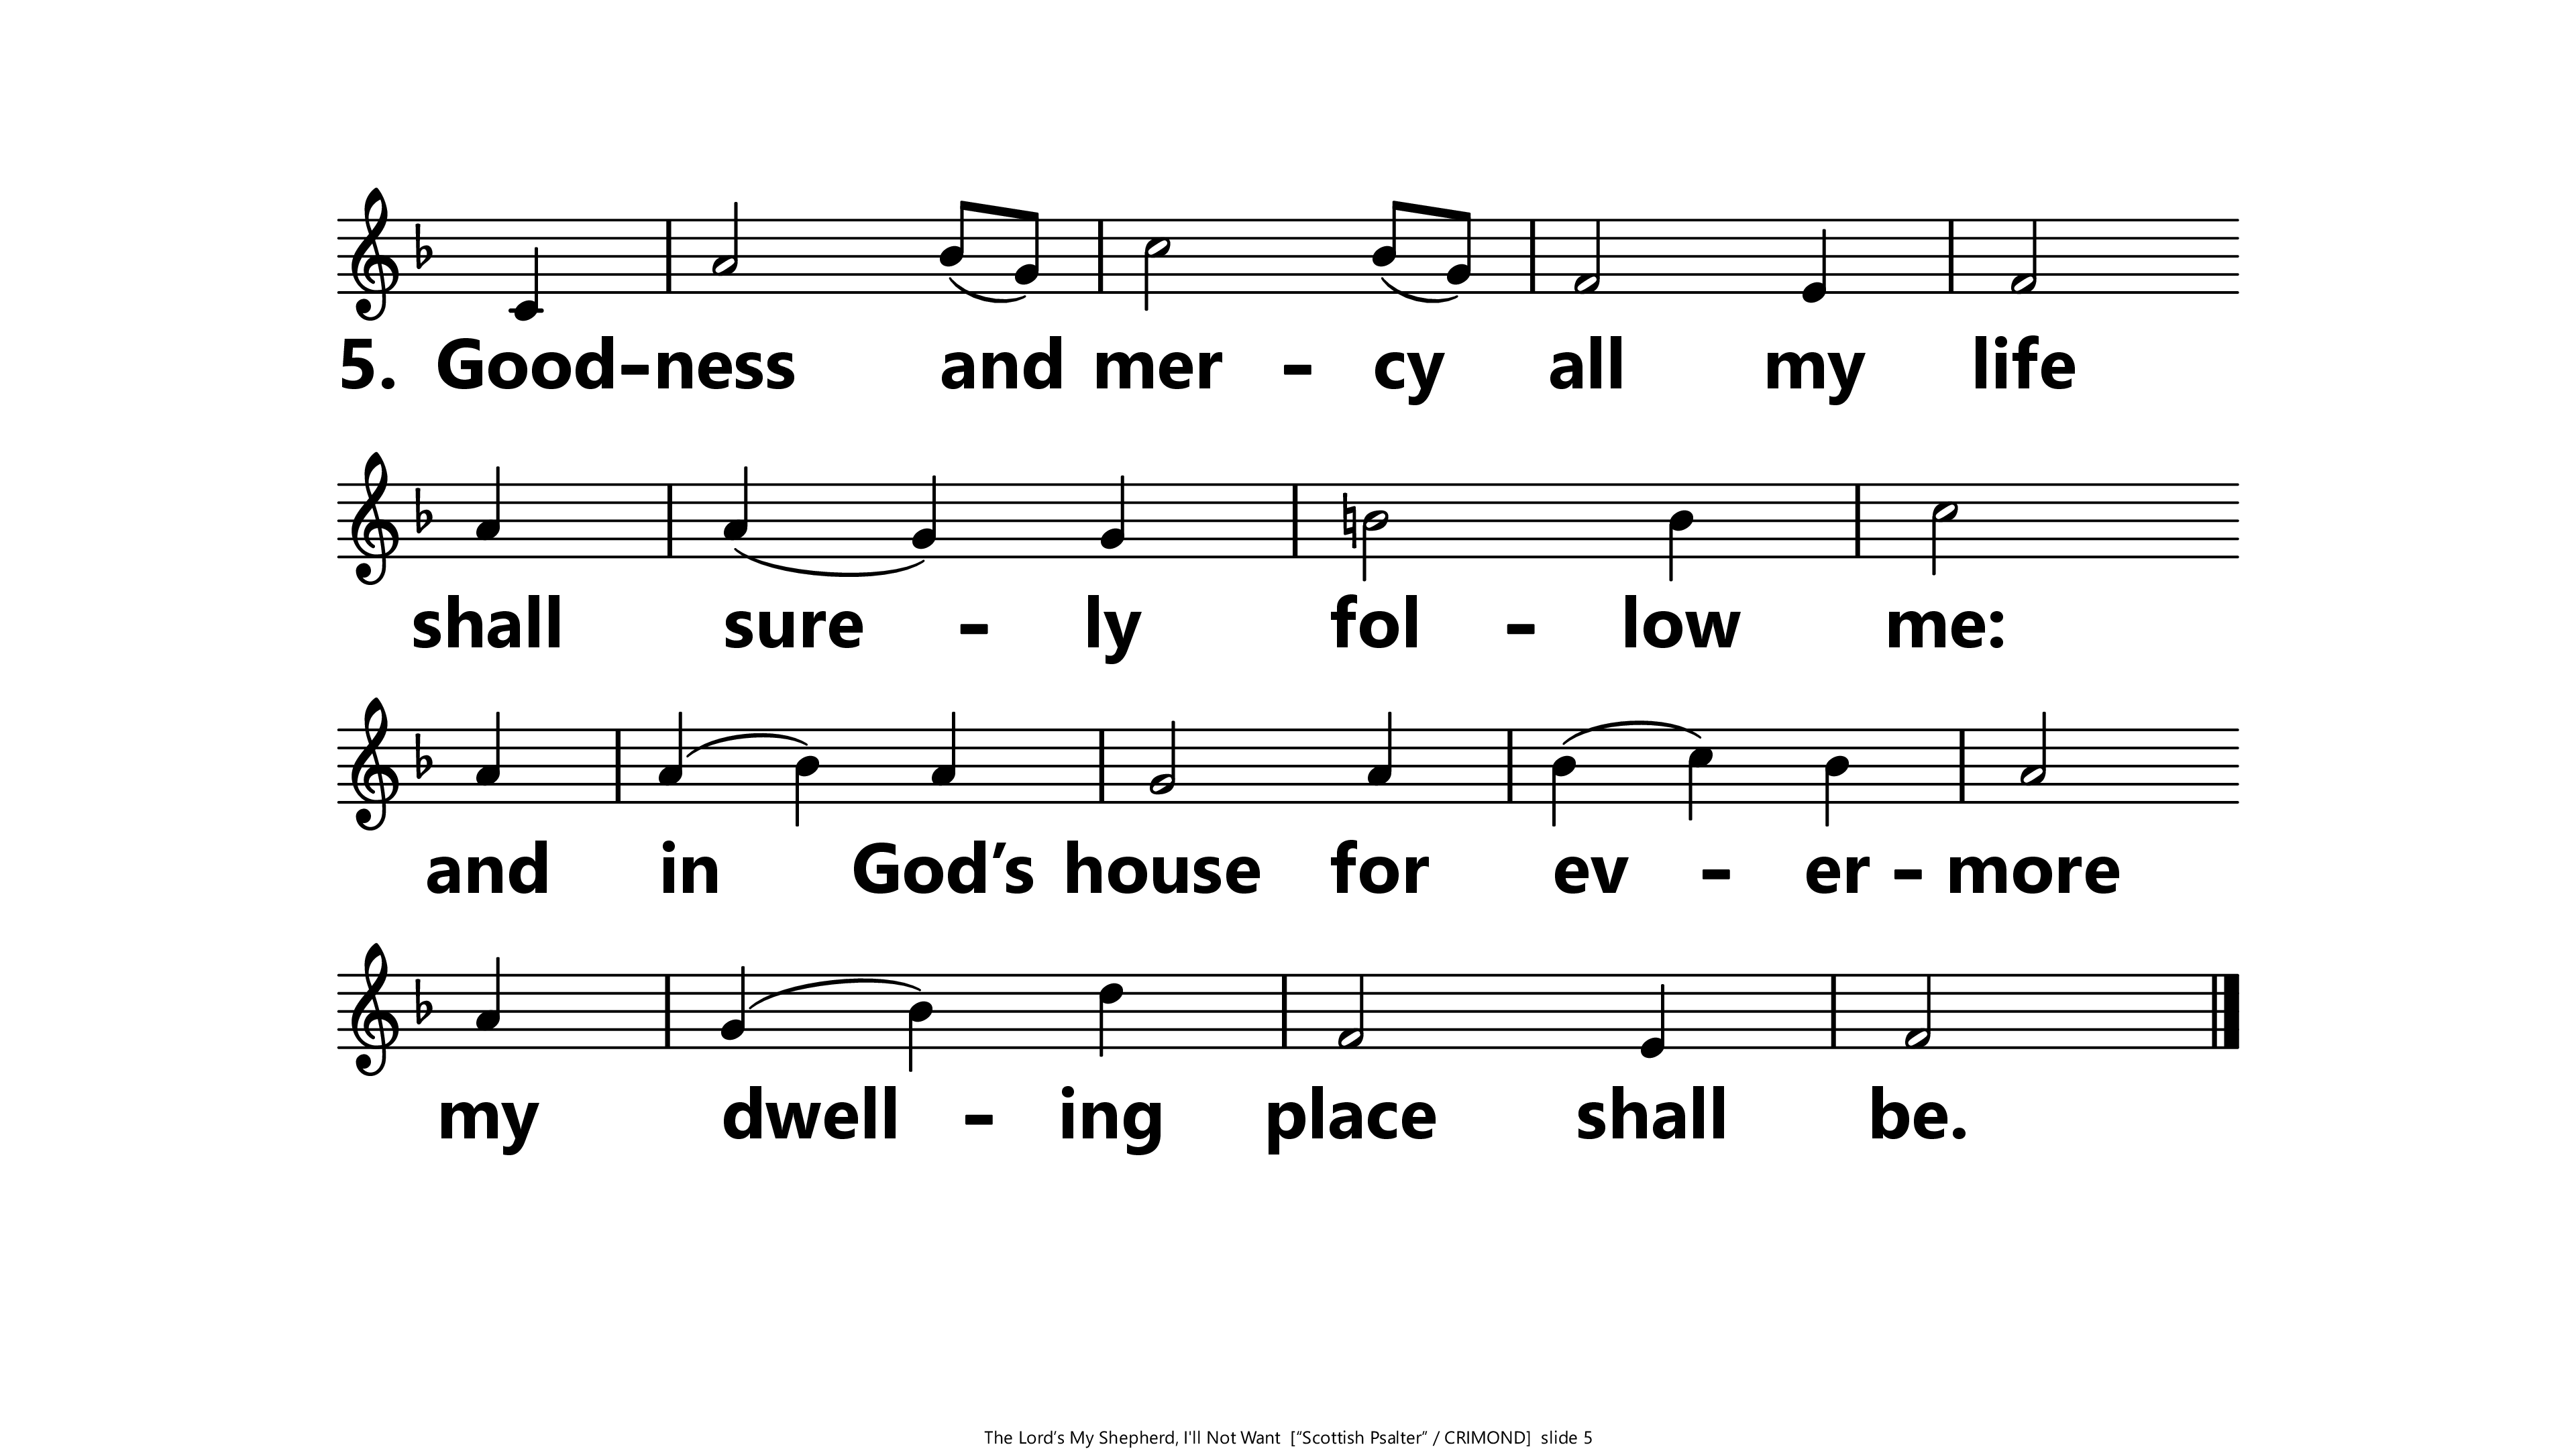 5. Good-ness and mer - cy all my life
shall sure - ly fol - low me:
and in God’s house for ev - er - more
my dwell - ing place shall be.
The Lord’s My Shepherd, I'll Not Want [“Scottish Psalter” / CRIMOND] slide 5